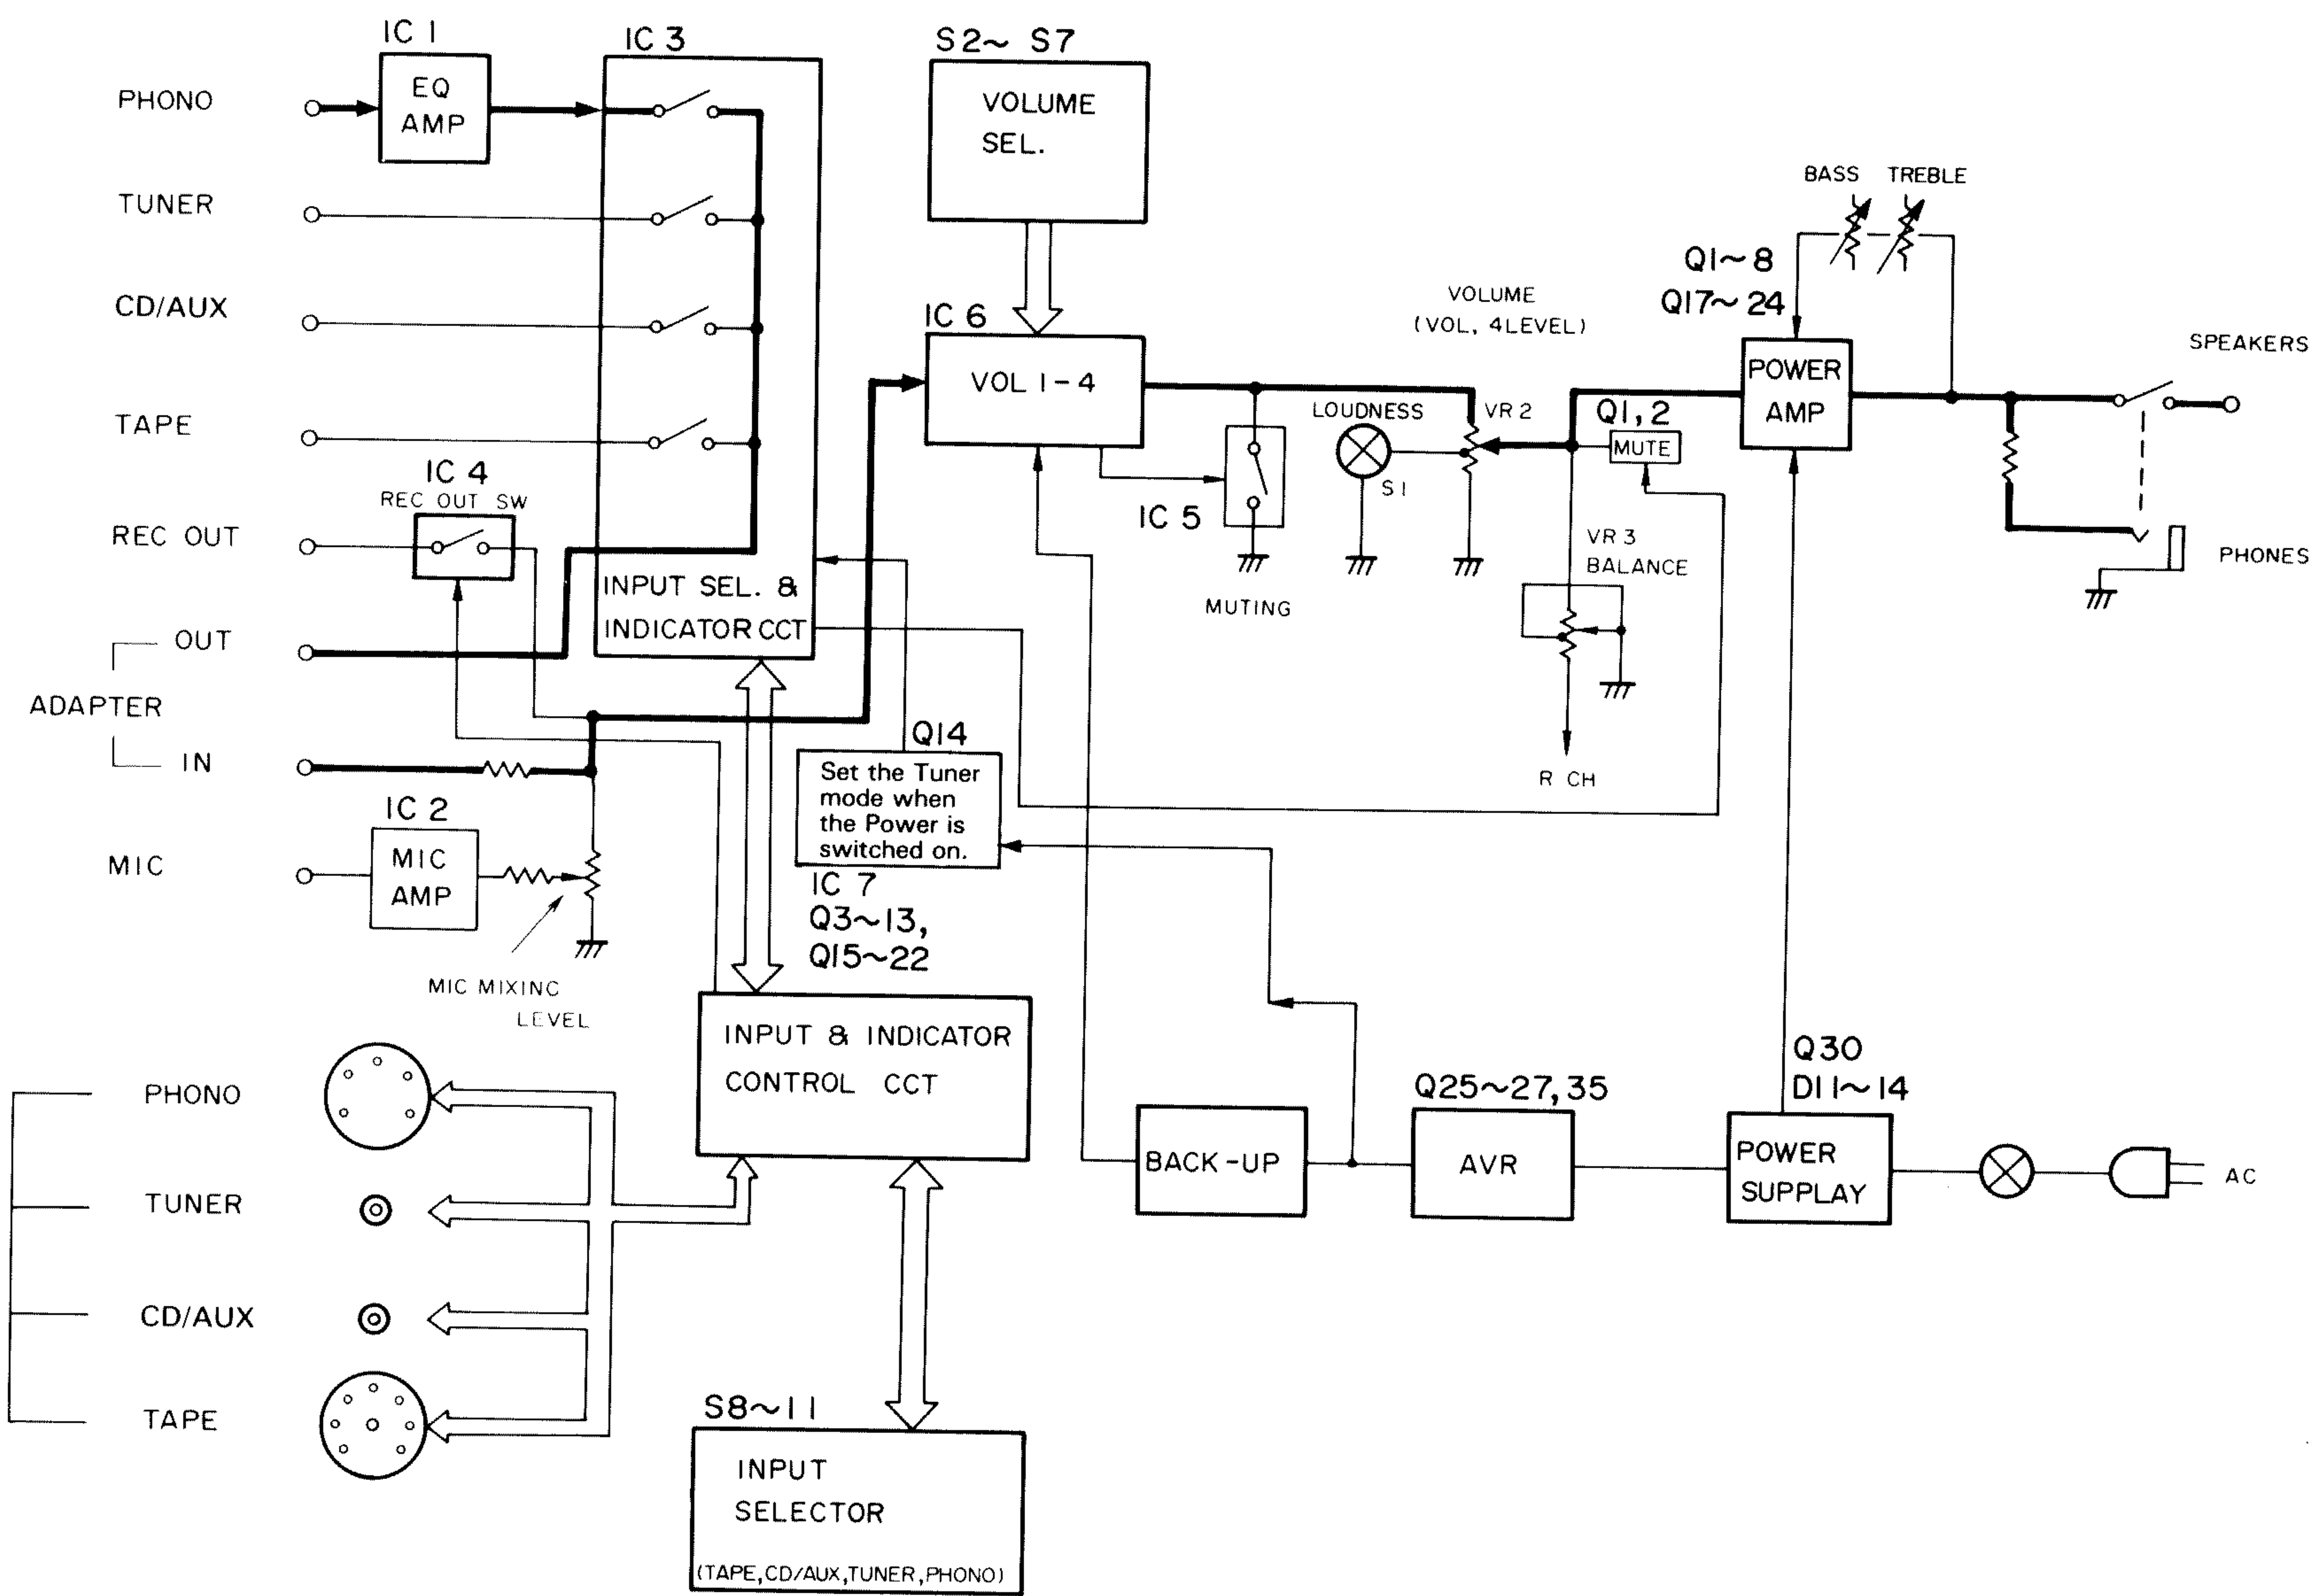 IC 1
EQ
AMP
PHONO
TUNER
CD/AUX
TAPE
IC 4
REC OUT SW
REC OUT
OUT
ADAPTER
IN
IC 2
MIC
MIC
AMP
MIC MIXINC
LEVEL
IC 3
INPUT SEL. &
INDICATOR CCT
S2~ S7
VOLUME
SEL.
IC 6
VOL 1-4
IC 5
MUTING
VOLUME
(VOL, 4LEVEL)
LOUDNESS
S1
VR 2
Q1, 2
MUTE
VR 3
BALANCE
R CH
BASS TREBLE
Q1~8
Q17~24
POWER
AMP
SPEAKERS
PHONES
Q14
Set the Tuner
mode when
the Power is
switched on.
IC 7
Q3~13,
Q15~22
INPUT & INDICATOR
CONTROL CCT
PHONO
TUNER
CD/AUX
TAPE
S8~11
INPUT
SELECTOR
(TAPE,CD/AUX,TUNER,PHONO)
BACK-UP
Q25~27,35
AVR
Q30
D11~14
POWER
SUPPLAY
AC